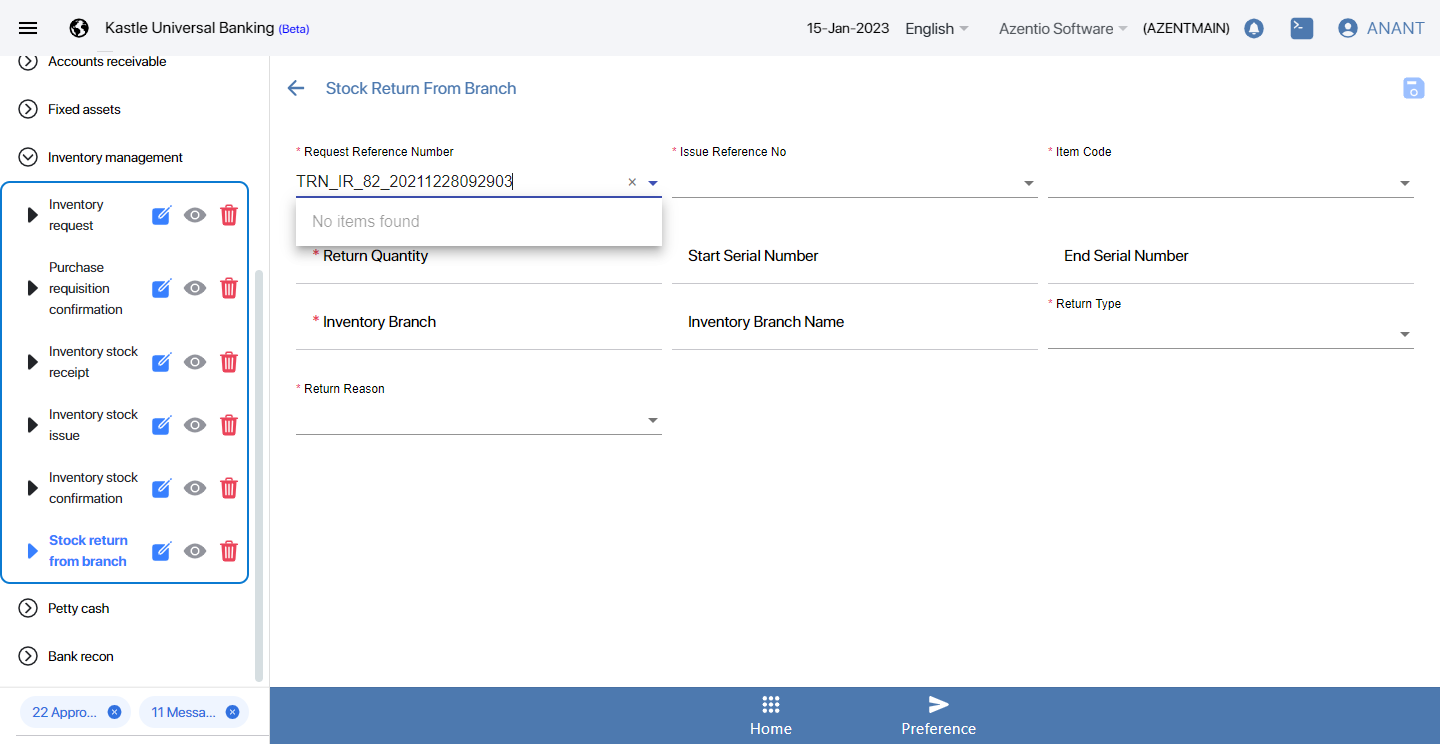 Kastle Universal Banking (Beta)
15-Jan-2023
English
Azentio Software
(AZENTMAIN)
ANANT
Accounts receivable
Fixed assets
Inventory management
Inventory
request
Purchase
requisition
confirmation
Inventory stock
receipt
Inventory stock
issue
Inventory stock
confirmation
Stock return
from branch
Petty cash
Bank recon
22 Appro...
11 Messa...
Stock Return From Branch
* Request Reference Number
TRN_IR_82_20211228092903
No items found
* Issue Reference No
* Item Code
* Return Quantity
Start Serial Number
End Serial Number
* Inventory Branch
Inventory Branch Name
* Return Type
* Return Reason
Home
Preference